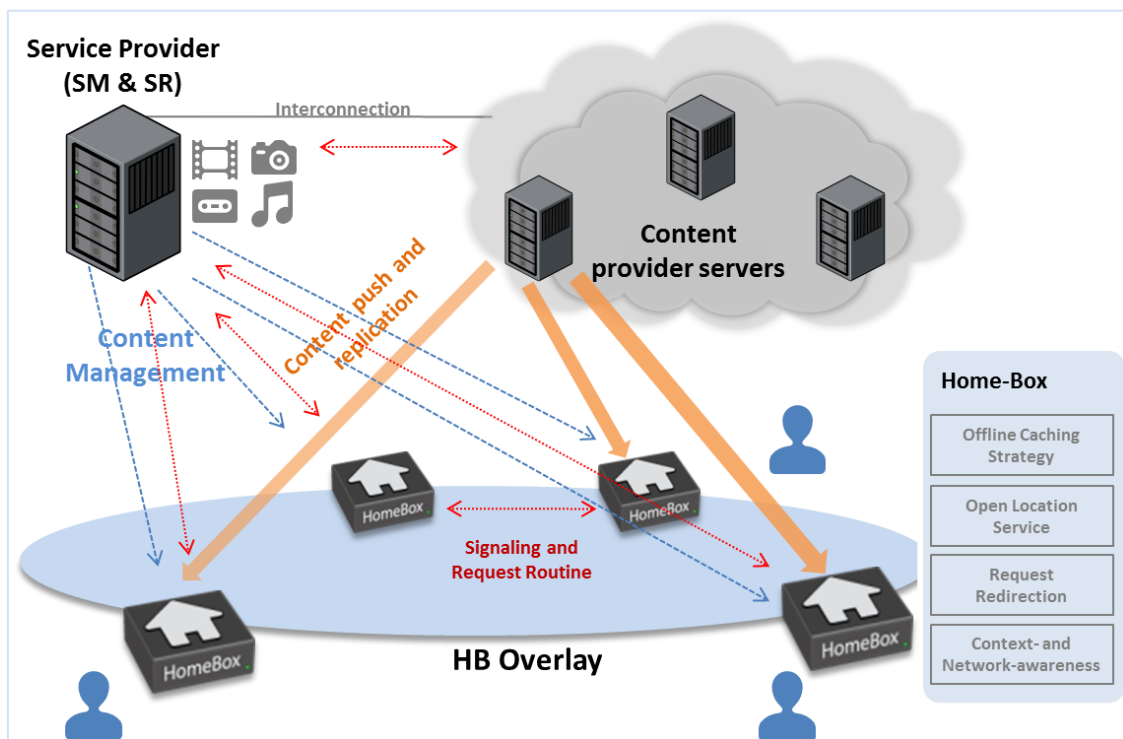 Service Provider
(SM & SR)
Interconnection
Content
provider servers
Content push and
replication
Content
Management
HomeBox
HomeBox
Signaling and
Request Routine
HomeBox
HomeBox
HB Overlay
Home-Box
Offline Caching
Strategy
Open Location
Service
Request
Redirection
Context- and
Network-awareness